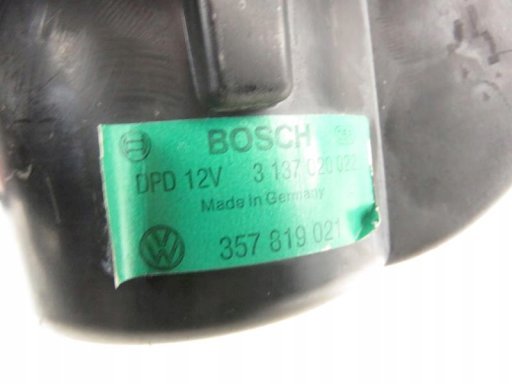 BOSCH
DPD 12V 3 137 020 022
Made in Germany
357 819 021